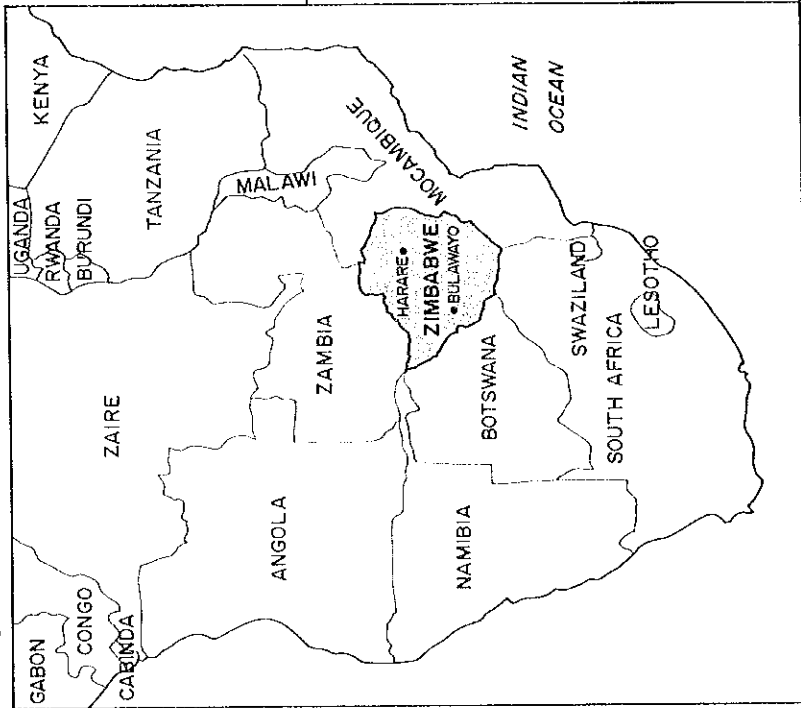 GABON
CONGO
CABINDA
ZAIRE
UGANDA
RWANDA
BURUNDI
KENYA
TANZANIA
ANGOLA
ZAMBIA
MALAWI
MOCAMBIQUE
HARARE
ZIMBABWE
BULAWAYO
NAMIBIA
BOTSWANA
SWAZILAND
SOUTH AFRICA
LESOTHO
INDIAN
OCEAN